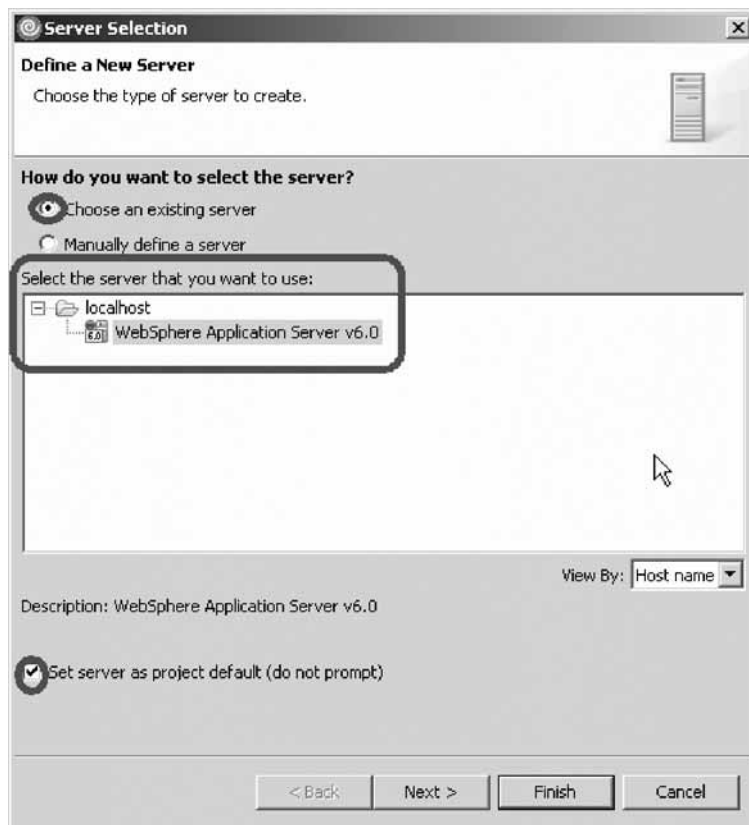 Server Selection
Define a New Server
Choose the type of server to create.
How do you want to select the server?
Choose an existing server
Manually define a server
Select the server that you want to use:
localhost
6.0 WebSphere Application Server v6.0
View By: Host name
Description: WebSphere Application Server v6.0
Set server as project default (do not prompt)
< Back Next > Finish Cancel